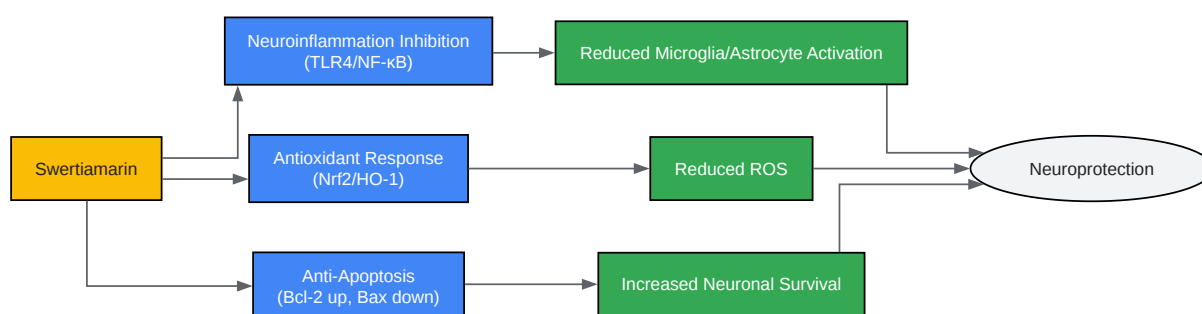 Neuroinflammation Inhibition
(TLR4/NF-κB)
Reduced Microglia/Astrocyte Activation
Swertiamarin
Antioxidant Response
(Nrf2/HO-1)
Reduced ROS
Neuroprotection
Anti-Apoptosis
(Bcl-2 up, Bax down)
Increased Neuronal Survival